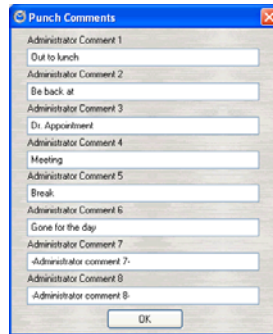 Punch Comments
Administrator Comment 1
Out to lunch
Administrator Comment 2
Be back at
Administrator Comment 3
Dr. Appointment
Administrator Comment 4
Meeting
Administrator Comment 5
Break
Administrator Comment 6
Gone for the day
Administrator Comment 7
-Administrator comment 7-
Administrator Comment 8
-Administrator comment 8-
OK